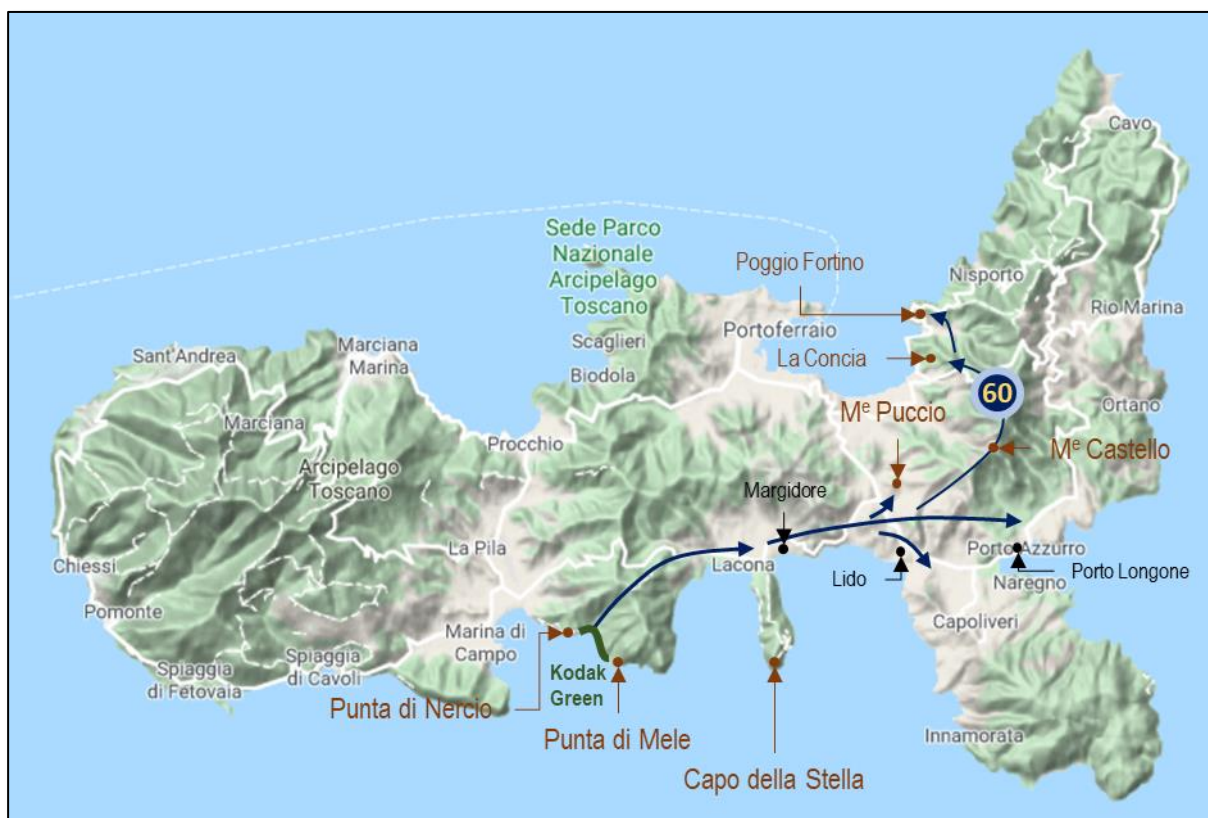 Cavo
Sede Parco
Nazionale
Arcipelago
Toscano
Poggio Fortino
Nisporto
Rio Marina
Portoferraio
Marciana
Marina
Sant'Andrea
Scaglieri
La Concia
Biodola
60
Mᵉ Puccio
Ortano
Marciana
Procchio
Mᵉ Castello
Arcipelago
Toscano
Margidore
La Pila
Chiessi
Lacona
Porto Azzurro
Lido
Naregno
Porto Longone
Pomonte
Marina di
Campo
Capoliveri
Spiaggia
di Fetovaia
Spiaggia
di Cavoli
Kodak
Green
Punta di Nercio
Punta di Mele
Capo della Stella
Innamorata